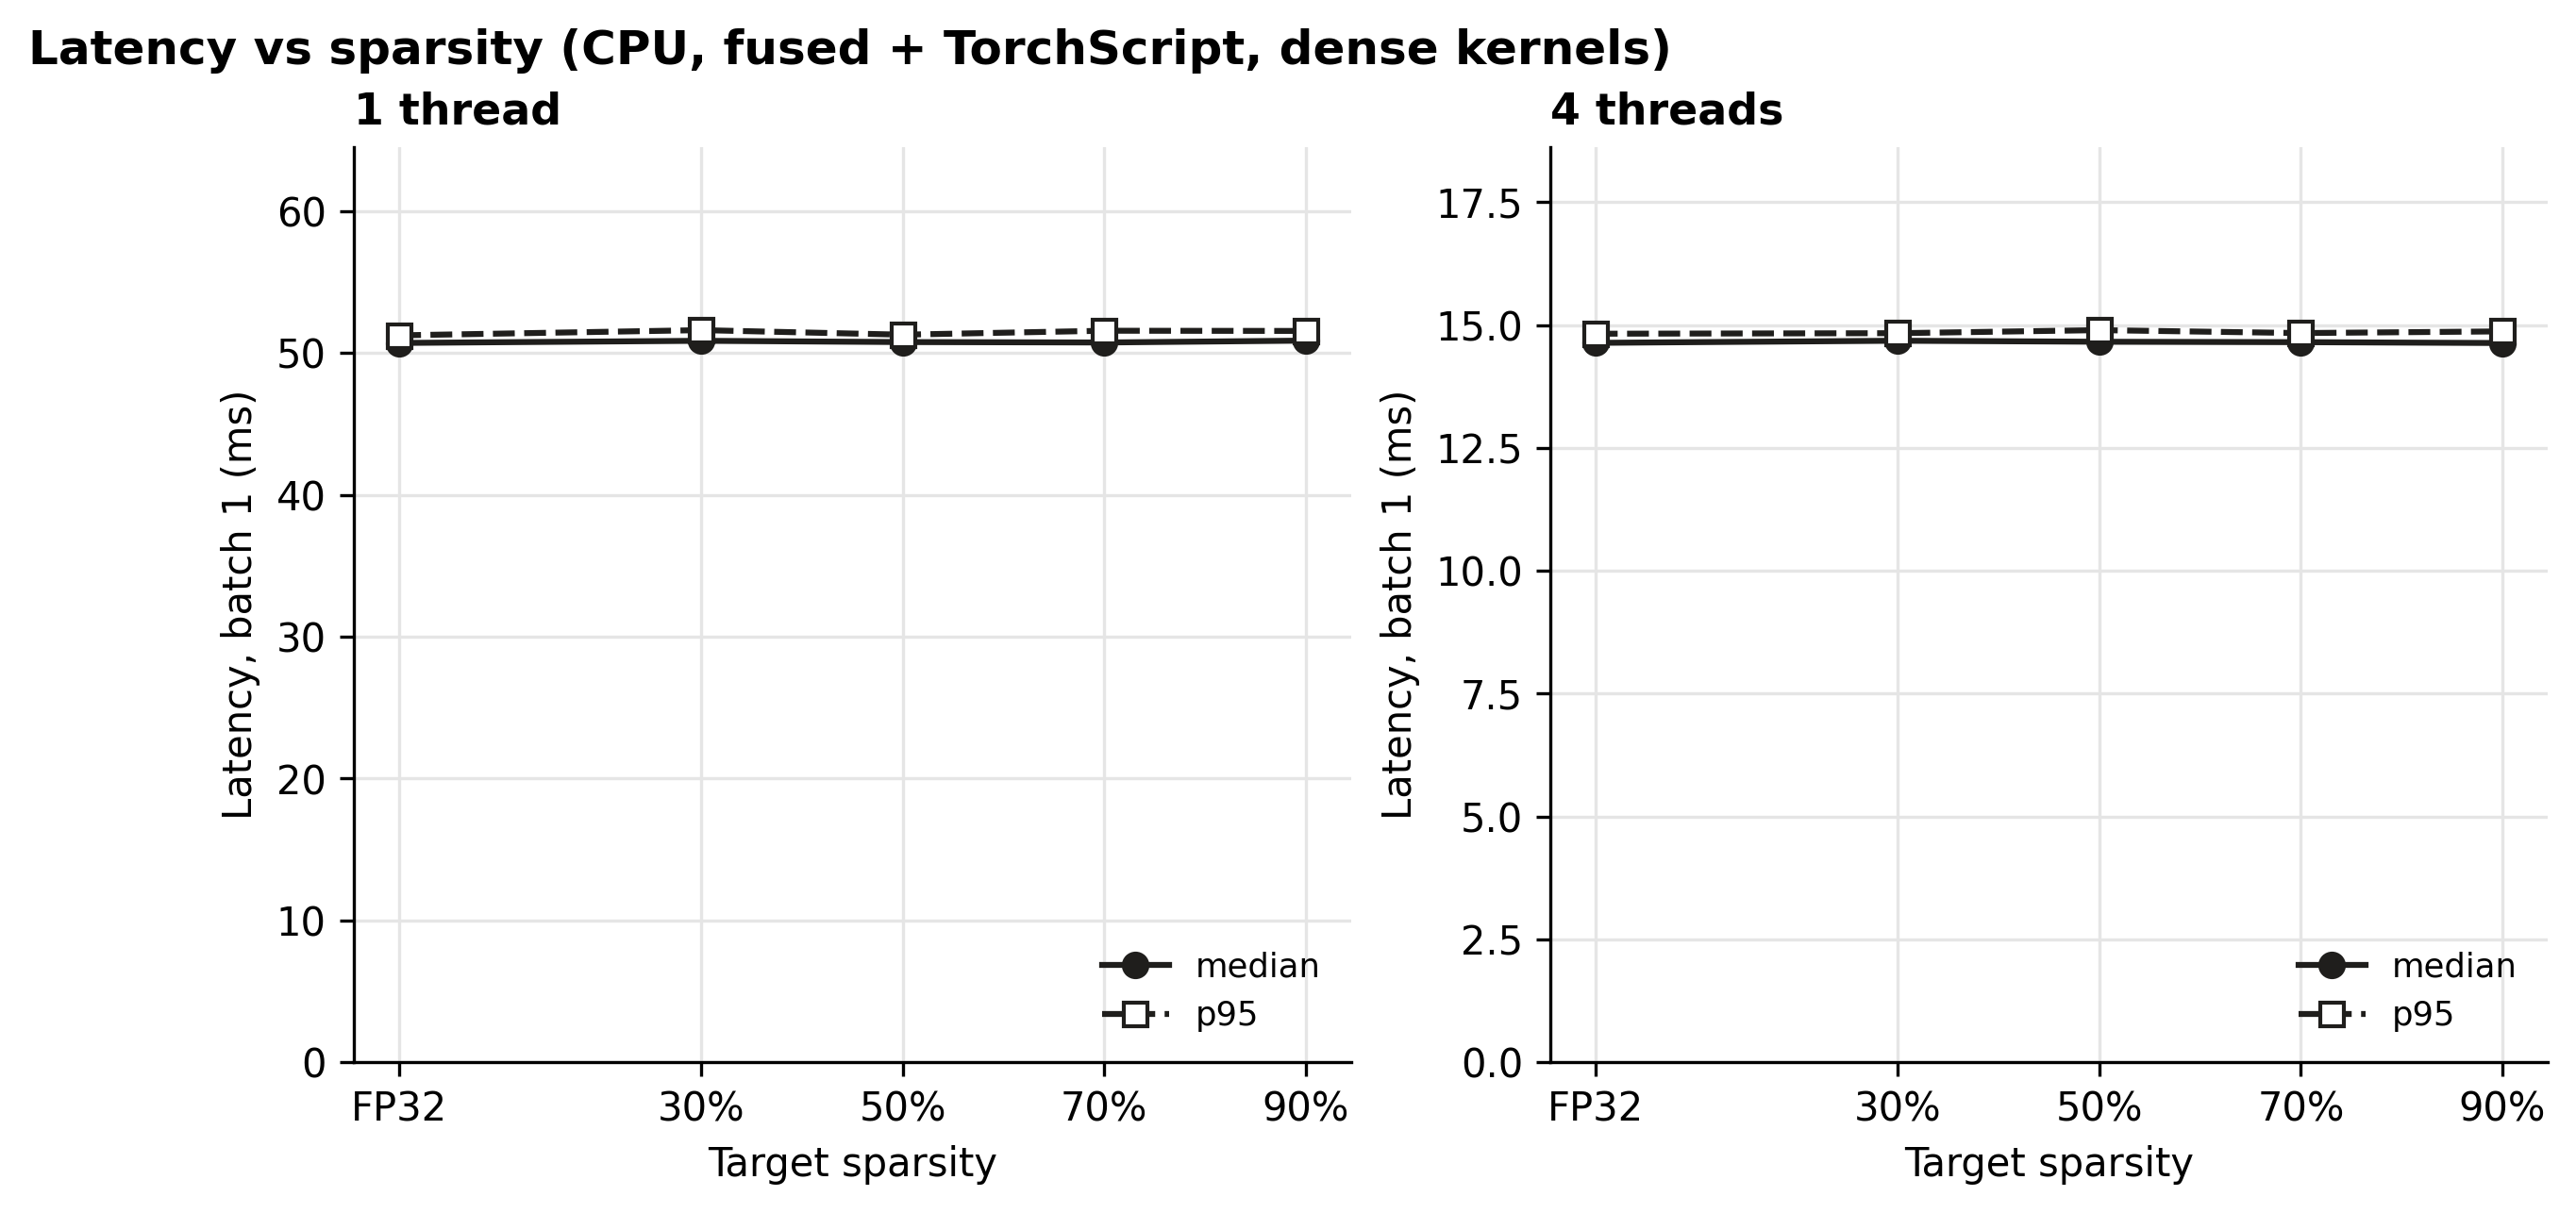 Latency vs sparsity (CPU, fused + TorchScript, dense kernels)
1 thread
Latency, batch 1 (ms)
60
50
40
30
20
10
0
median
p95
FP32 30% 50% 70% 90%
Target sparsity
4 threads
Latency, batch 1 (ms)
17.5
15.0
12.5
10.0
7.5
5.0
2.5
0.0
median
p95
FP32 30% 50% 70% 90%
Target sparsity